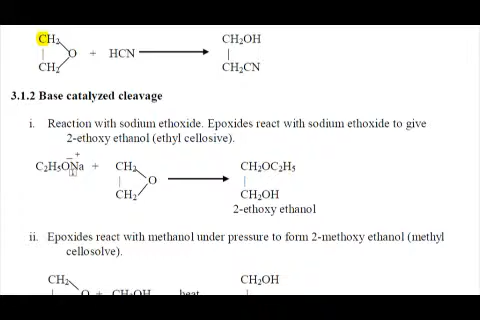 CH₂ CH₂OH
O + HCN
CH₂ CH₂CN
3.1.2 Base catalyzed cleavage
i. Reaction with sodium ethoxide. Epoxides react with sodium ethoxide to give
2-ethoxy ethanol (ethyl cellosive).
− +
C₂H₅ONa + CH₂ CH₂OC₂H₅
O
CH₂ CH₂OH
2-ethoxy ethanol
ii. Epoxides react with methanol under pressure to form 2-methoxy ethanol (methyl
cellosolve).
CH₂ CH₂OH
O + CH₃OH heat